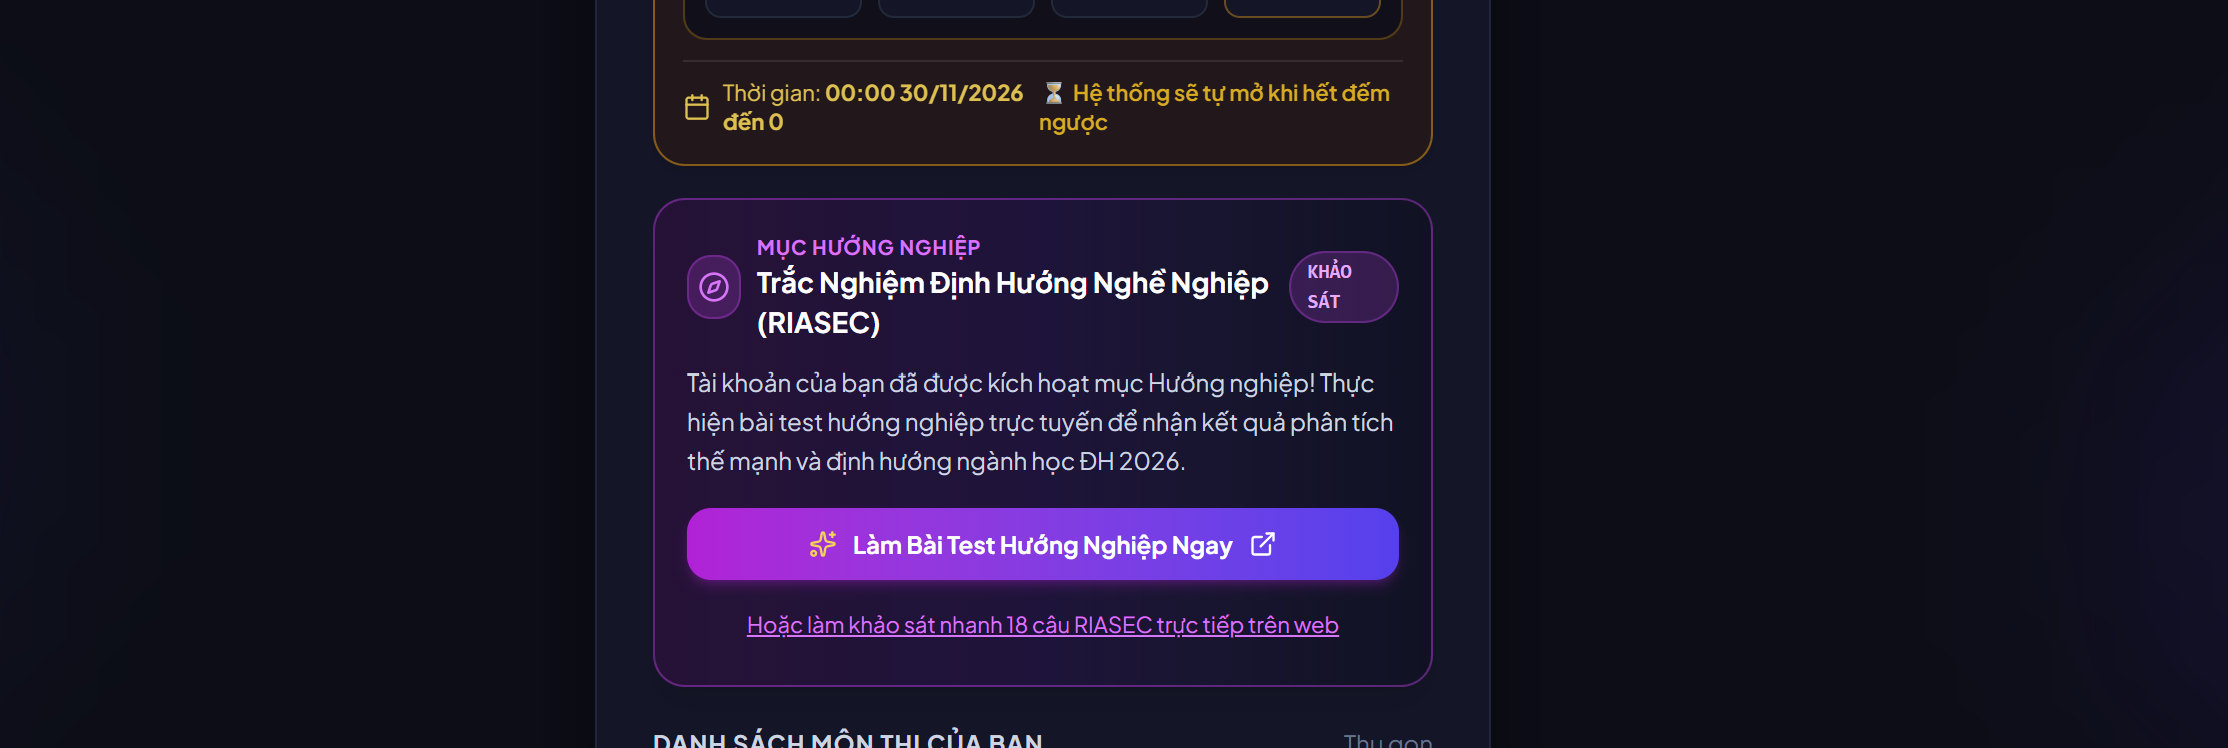 Thời gian: 00:00 30/11/2026
đến 0
⏳ Hệ thống sẽ tự mở khi hết đếm
ngược
MỤC HƯỚNG NGHIỆP
Trắc Nghiệm Định Hướng Nghề Nghiệp
(RIASEC)
KHẢO
SÁT
Tài khoản của bạn đã được kích hoạt mục Hướng nghiệp! Thực
hiện bài test hướng nghiệp trực tuyến để nhận kết quả phân tích
thế mạnh và định hướng ngành học ĐH 2026.
Làm Bài Test Hướng Nghiệp Ngay
Hoặc làm khảo sát nhanh 18 câu RIASEC trực tiếp trên web
DANH SÁCH MÔN THI CỦA BẠN
Thu gọn